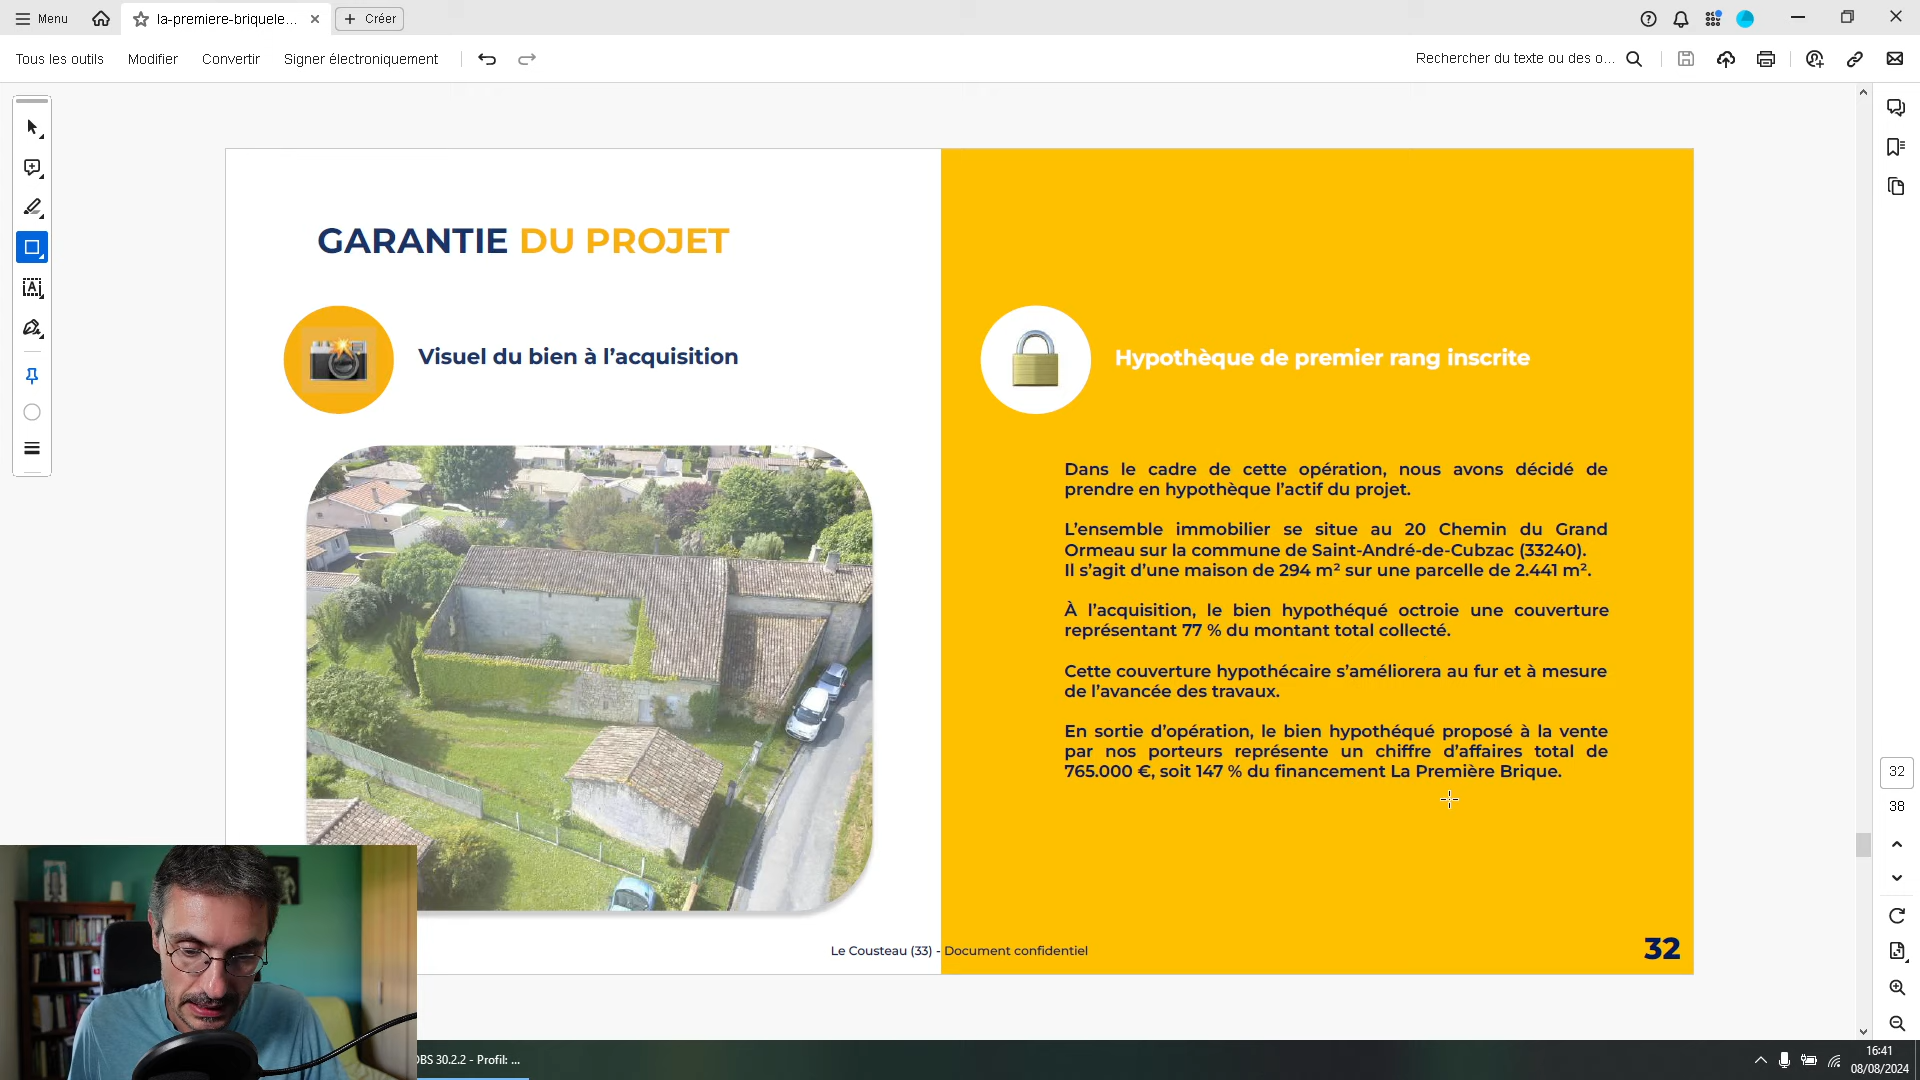 Menu
la-premiere-briquele...
Créer
Tous les outils
Modifier
Convertir
Signer électroniquement
Rechercher du texte ou des o...
GARANTIE DU PROJET
Visuel du bien à l’acquisition
Hypothèque de premier rang inscrite
Dans le cadre de cette opération, nous avons décidé de
prendre en hypothèque l’actif du projet.
L’ensemble immobilier se situe au 20 Chemin du Grand
Ormeau sur la commune de Saint-André-de-Cubzac (33240).
Il s’agit d’une maison de 294 m² sur une parcelle de 2.441 m².
À l’acquisition, le bien hypothéqué octroie une couverture
représentant 77 % du montant total collecté.
Cette couverture hypothécaire s’améliorera au fur et à mesure
de l’avancée des travaux.
En sortie d’opération, le bien hypothéqué proposé à la vente
par nos porteurs représente un chiffre d’affaires total de
765.000 €, soit 147 % du financement La Première Brique.
Le Cousteau (33) - Document confidentiel
32
32
38
OBS 30.2.2 - Profil: ...
16:41
08/08/2024